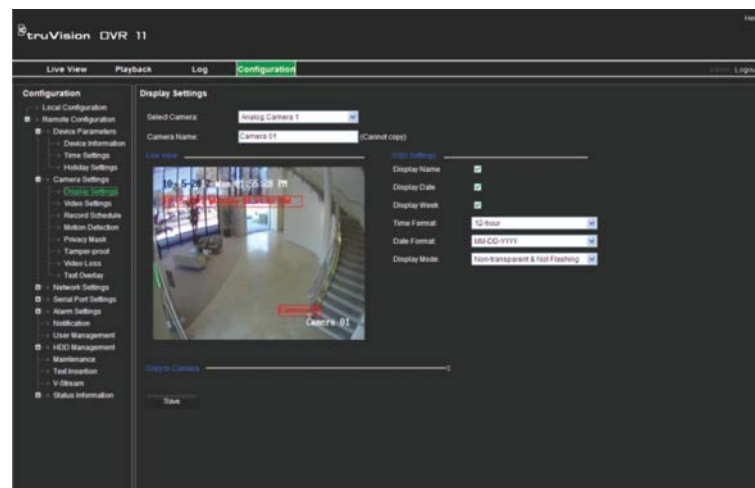 Hel
truVision DVR 11
Live View Playback Log Configuration
Logou
Configuration
Local Configuration
Remote Configuration
Device Parameters
Device Information
Time Settings
Holiday Settings
Camera Settings
Display Settings
Video Settings
Record Schedule
Motion Detection
Privacy Mask
Tamper-proof
Video Loss
Text Overlay
Network Settings
Serial Port Settings
Alarm Settings
Notification
User Management
HDD Management
Maintenance
Text Insertion
V-Stream
Status Information
Display Settings
Select Camera: Analog Camera 1
Camera Name: Camera 01 (Cannot copy)
Live View
Camera 01
OSD Settings
Display Name
Display Date
Display Week
Time Format: 12-hour
Date Format: MM-DD-YYYY
Display Mode: Non-transparent & Not Flashing
Copy to Camera
Save